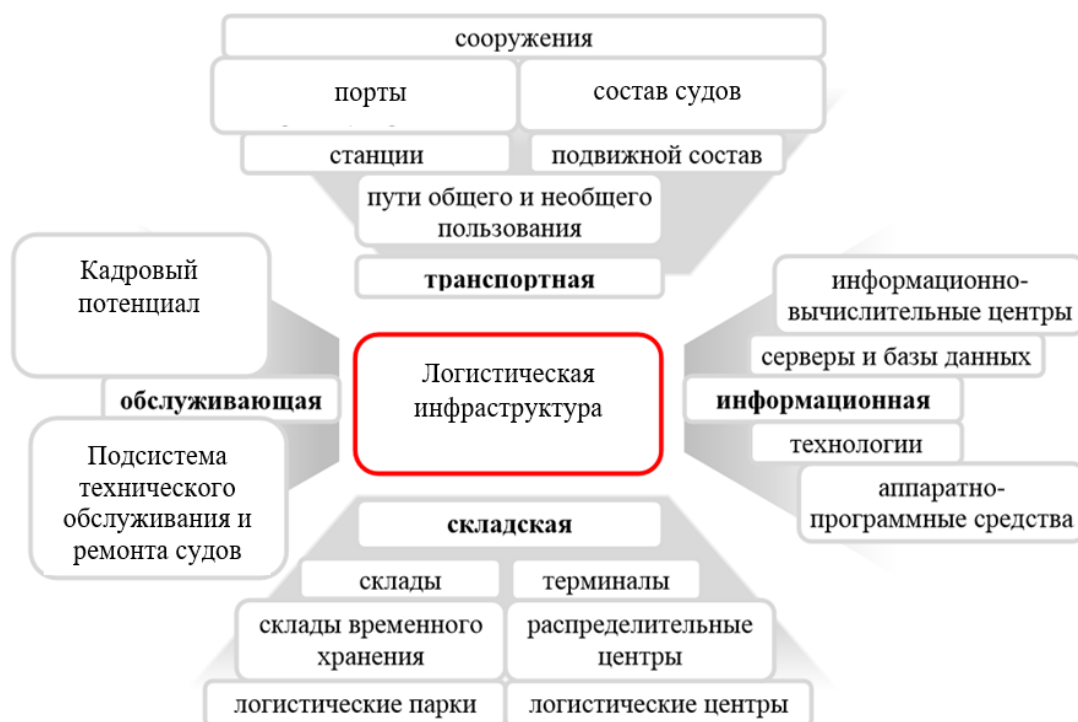 сооружения
порты
состав судов
станции
подвижной состав
пути общего и необщего
пользования
транспортная
Кадровый
потенциал
обслуживающая
Подсистема
технического
обслуживания и
ремонта судов
Логистическая
инфраструктура
информационно-
вычислительные центры
серверы и базы данных
информационная
технологии
аппаратно-
программные средства
складская
склады
терминалы
склады временного
хранения
распределительные
центры
логистические парки
логистические центры